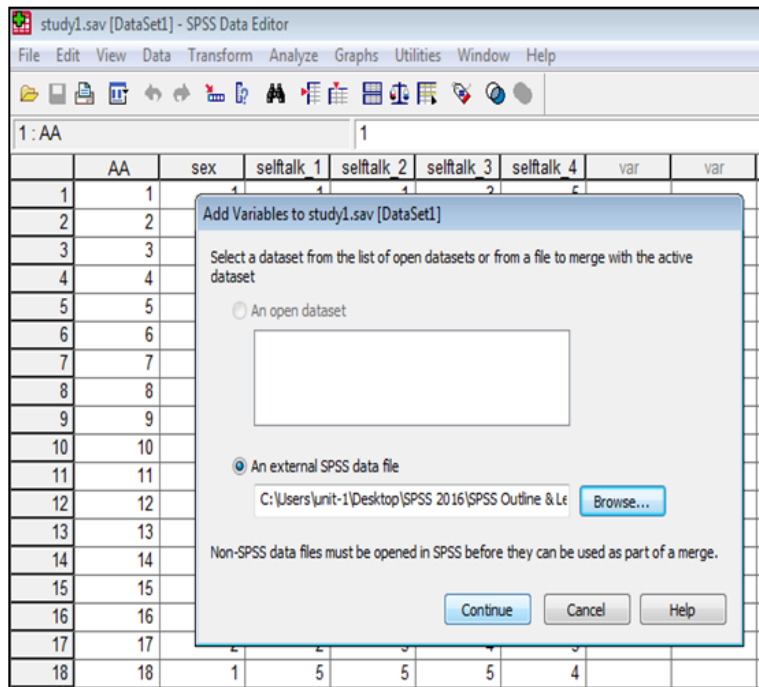 study1.sav [DataSet1] - SPSS Data Editor
File Edit View Data Transform Analyze Graphs Utilities Window Help
1 : AA 1
AA sex selftalk_1 selftalk_2 selftalk_3 selftalk_4 var var
1 1
2 2
3 3
4 4
5 5
6 6
7 7
8 8
9 9
10 10
11 11
12 12
13 13
14 14
15 15
16 16
17 17
18 18 1 5 5 5 4
Add Variables to study1.sav [DataSet1]
Select a dataset from the list of open datasets or from a file to merge with the active
dataset
An open dataset
An external SPSS data file
C:\Users\unit-1\Desktop\SPSS 2016\SPSS Outline & Le Browse...
Non-SPSS data files must be opened in SPSS before they can be used as part of a merge.
Continue Cancel Help